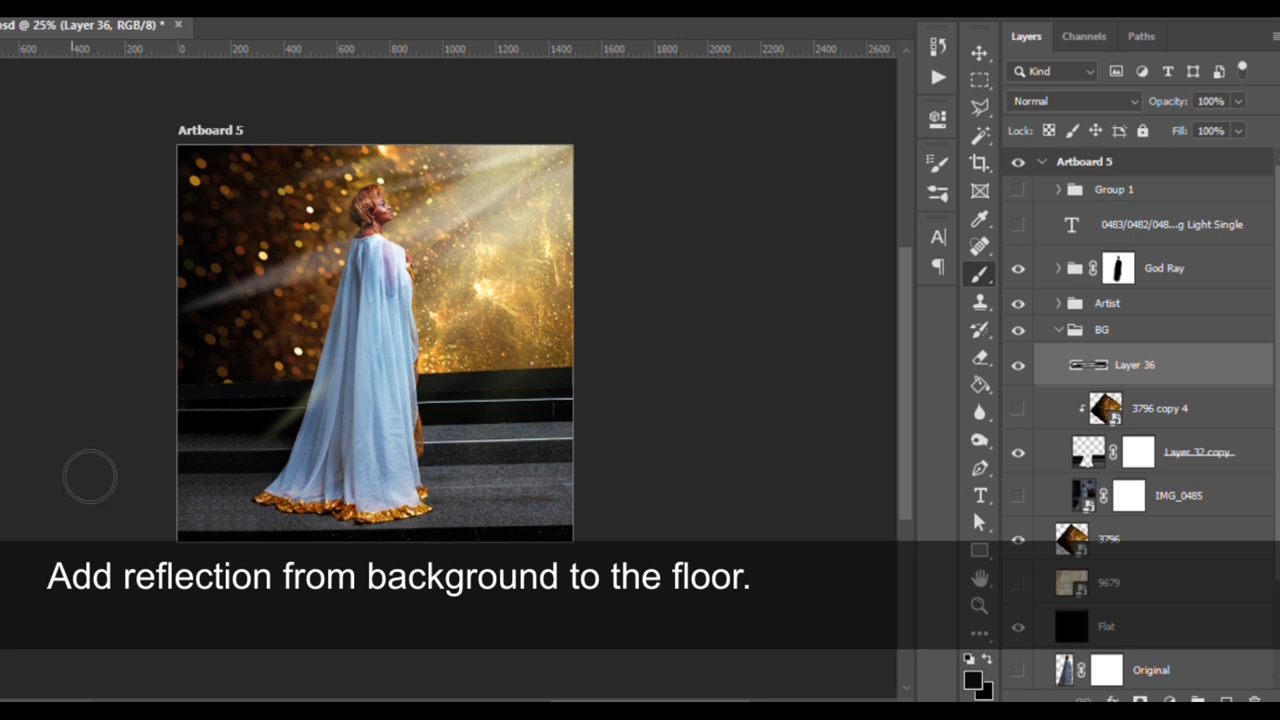 osd @ 25% (Layer 36, RGB/8) * ×
600 400 200 0 200 400 600 800 1000 1200 1400 1600 1800 2000 2200 2400 2600
Artboard 5
Layers Channels Paths
Kind
Normal Opacity: 100%
Lock: Fill: 100%
Artboard 5
Group 1
0483/0482/048...g Light Single
God Ray
Artist
BG
Layer 36
3796 copy 4
Layer 32 copy
IMG_0485
3796
9679
Flat
Original
Add reflection from background to the floor.